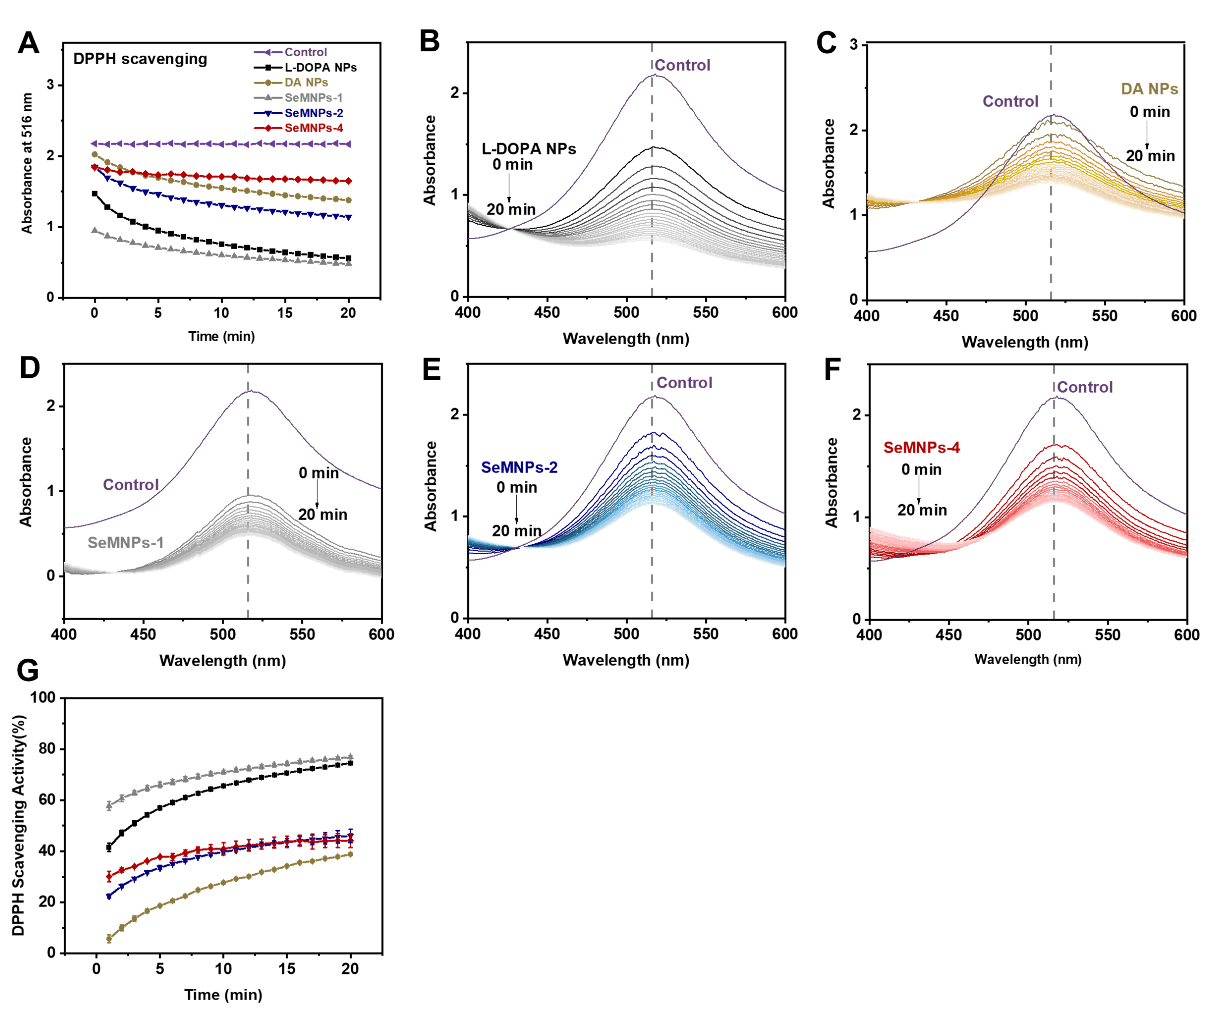 A
DPPH scavenging
Control
L-DOPA NPs
DA NPs
SeMNPs-1
SeMNPs-2
SeMNPs-4
Absorbance at 516 nm
3
2
1
0
0 5 10 15 20
Time (min)
B
Control
L-DOPA NPs
0 min
20 min
Absorbance
2
1
0
400 450 500 550 600
Wavelength (nm)
C
Control
DA NPs
0 min
20 min
Absorbance
3
2
1
0
400 450 500 550 600
Wavelength (nm)
D
Control
SeMNPs-1
0 min
20 min
Absorbance
2
1
0
400 450 500 550 600
Wavelength (nm)
E
Control
SeMNPs-2
0 min
20 min
Absorbance
2
1
0
400 450 500 550 600
Wavelength (nm)
F
Control
SeMNPs-4
0 min
20 min
Absorbance
2
1
0
400 450 500 550 600
Wavelength (nm)
G
DPPH Scavenging Activity(%)
100
80
60
40
20
0
0 5 10 15 20
Time (min)